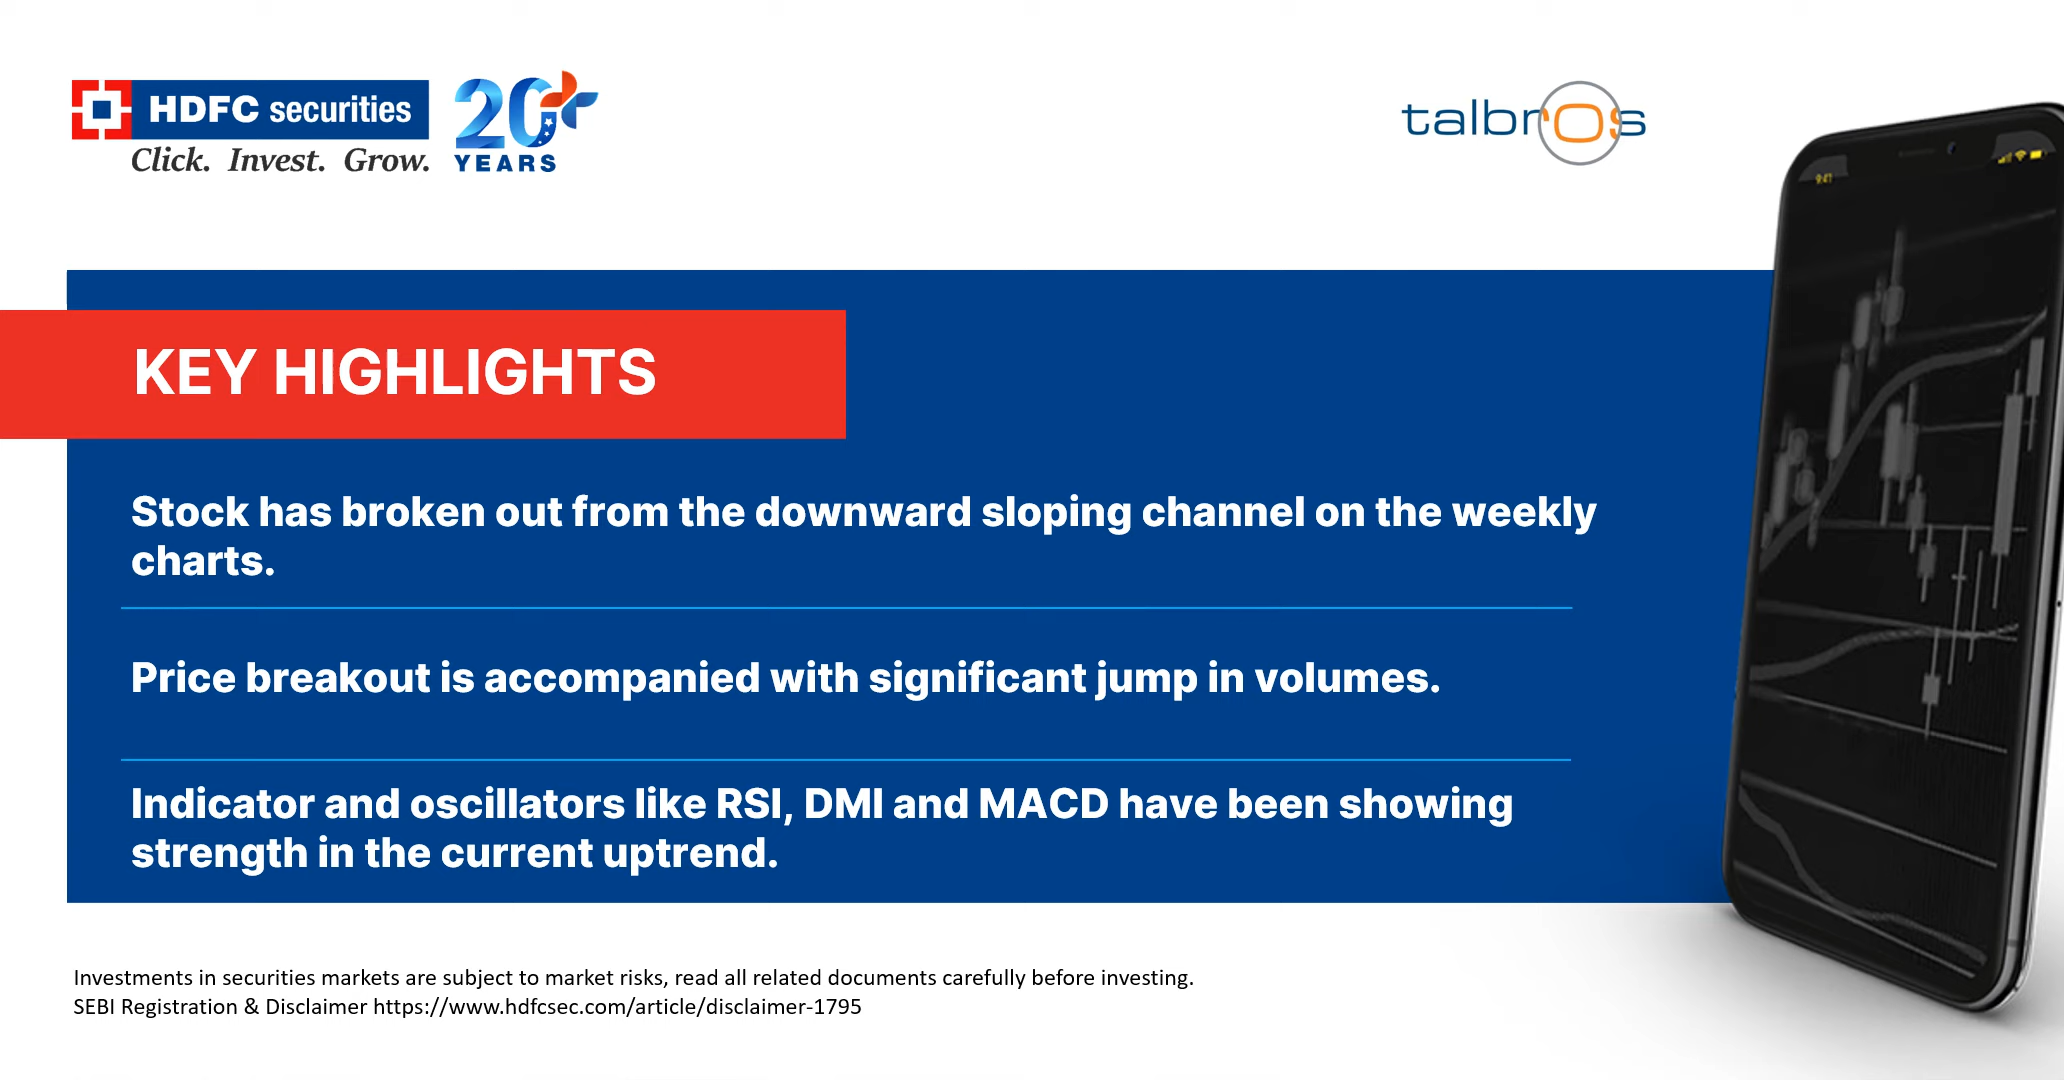 HDFC securities
Click. Invest. Grow.
20
YEARS
talbros
9:41
KEY HIGHLIGHTS
Stock has broken out from the downward sloping channel on the weekly
charts.
Price breakout is accompanied with significant jump in volumes.
Indicator and oscillators like RSI, DMI and MACD have been showing
strength in the current uptrend.
Investments in securities markets are subject to market risks, read all related documents carefully before investing.
SEBI Registration & Disclaimer https://www.hdfcsec.com/article/disclaimer-1795